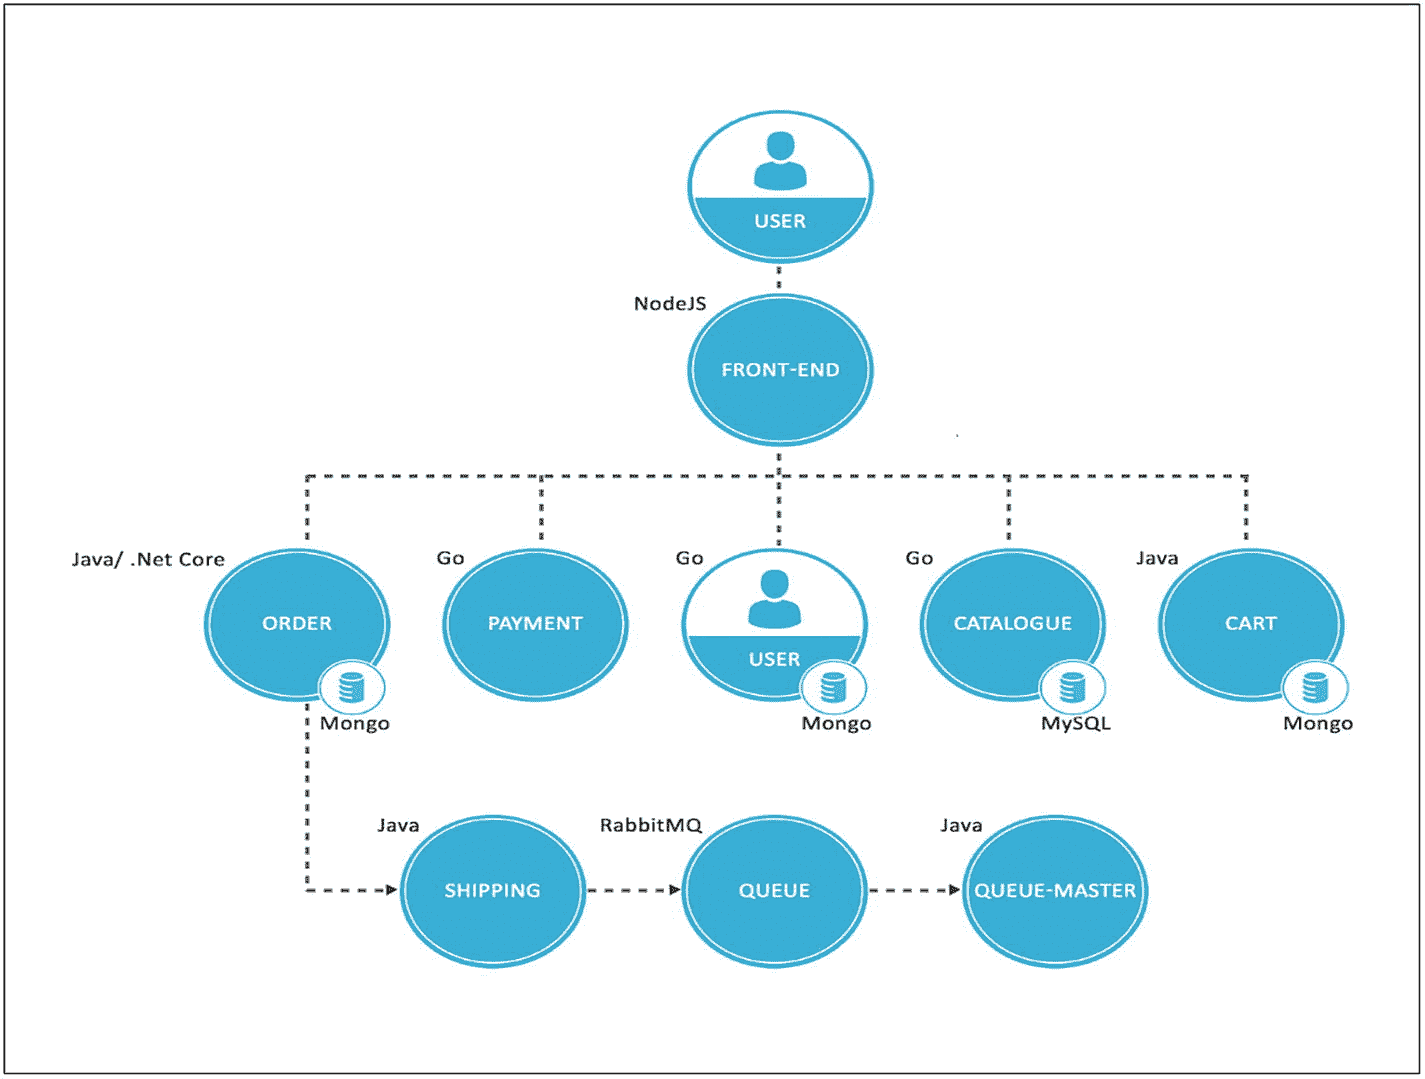 USER
NodeJS
FRONT-END
Java/ .Net Core
ORDER
Mongo
Go
PAYMENT
Go
USER
Mongo
Go
CATALOGUE
MySQL
Java
CART
Mongo
Java
SHIPPING
RabbitMQ
QUEUE
Java
QUEUE-MASTER